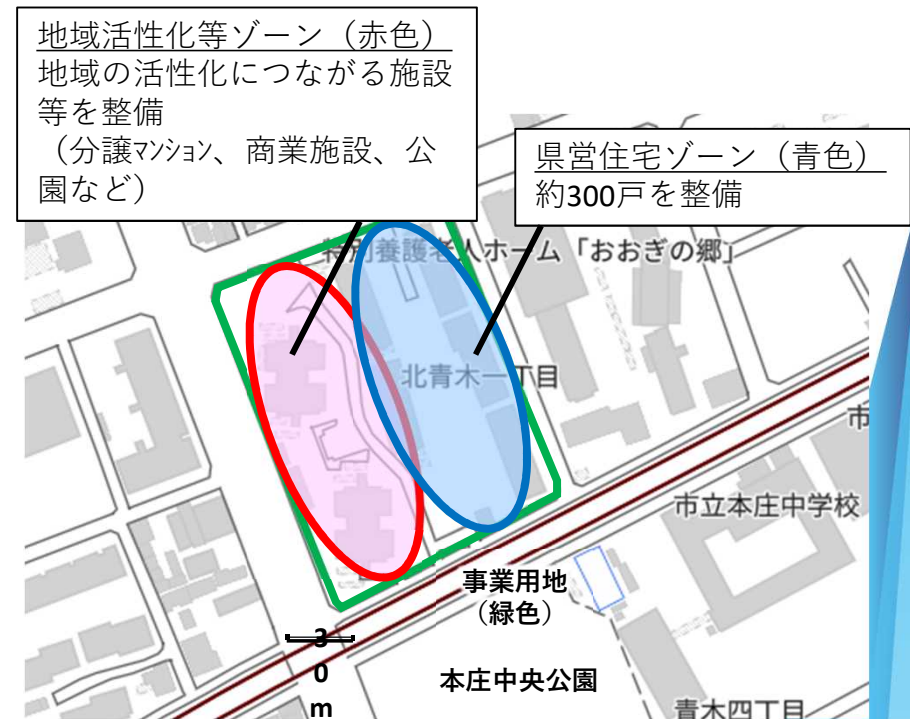 地域活性化等ゾーン（赤色）
地域の活性化につながる施設
等を整備
（分譲ﾏﾝｼｮﾝ、商業施設、公
園など）
県営住宅ゾーン（青色）
約300戸を整備
特別養護老人ホーム「おおぎの郷」
北青木一丁目
市
市立本庄中学校
事業用地
（緑色）
30m
本庄中央公園
青木四丁目